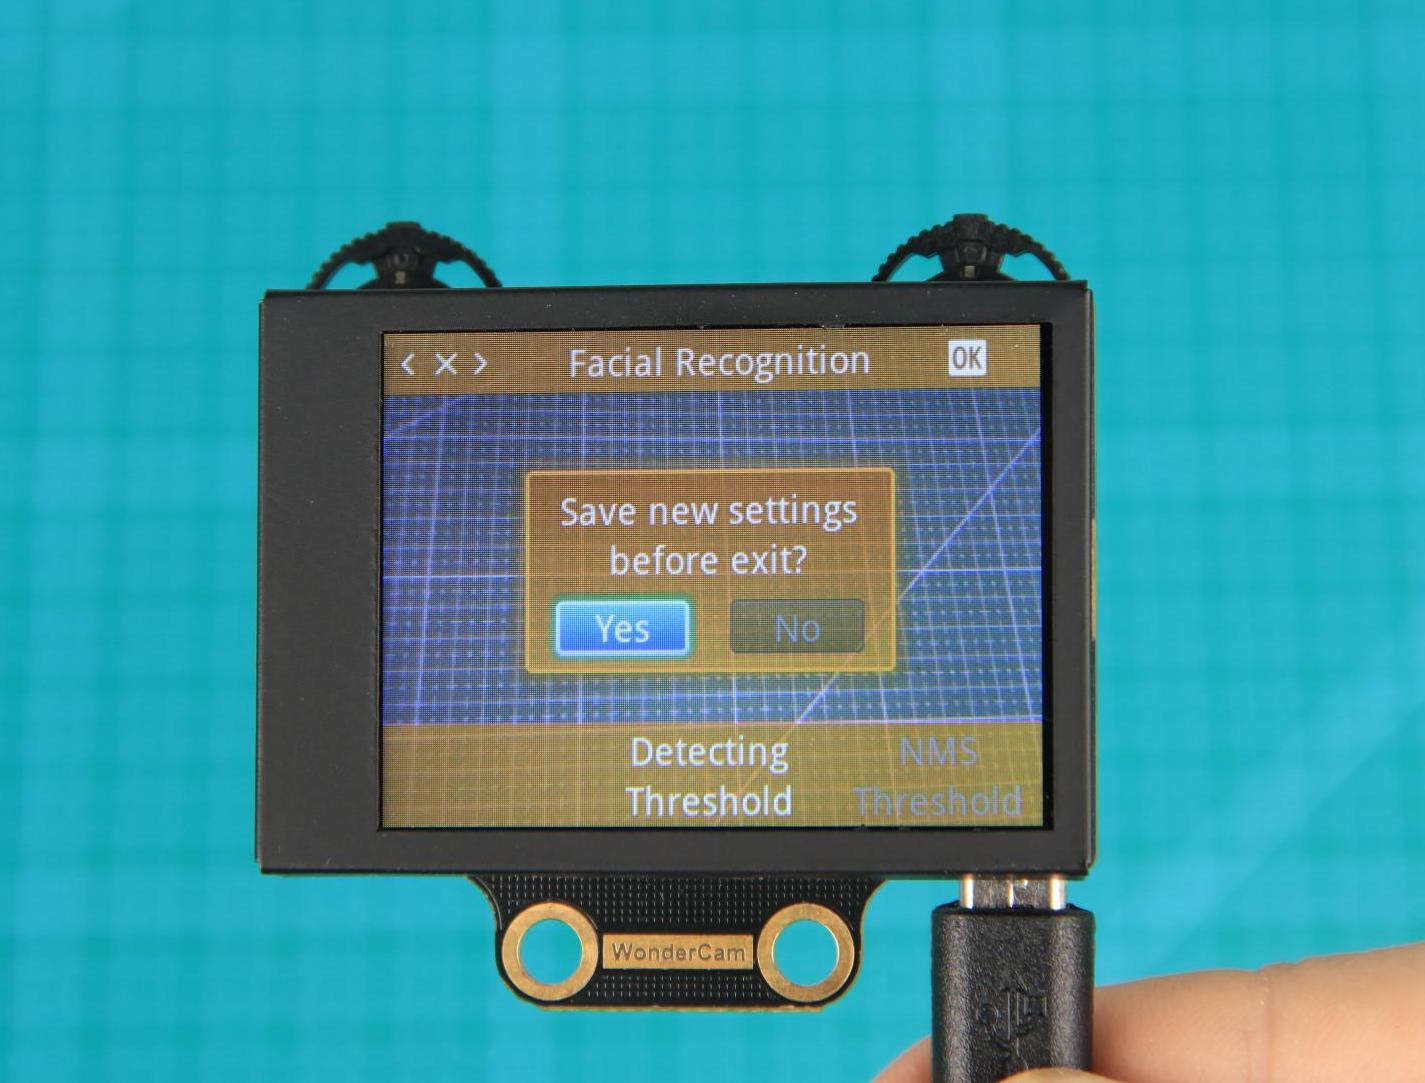 < × > Facial Recognition OK
Save new settings
before exit?
Yes No
Detecting NMS
Threshold Threshold
WonderCam